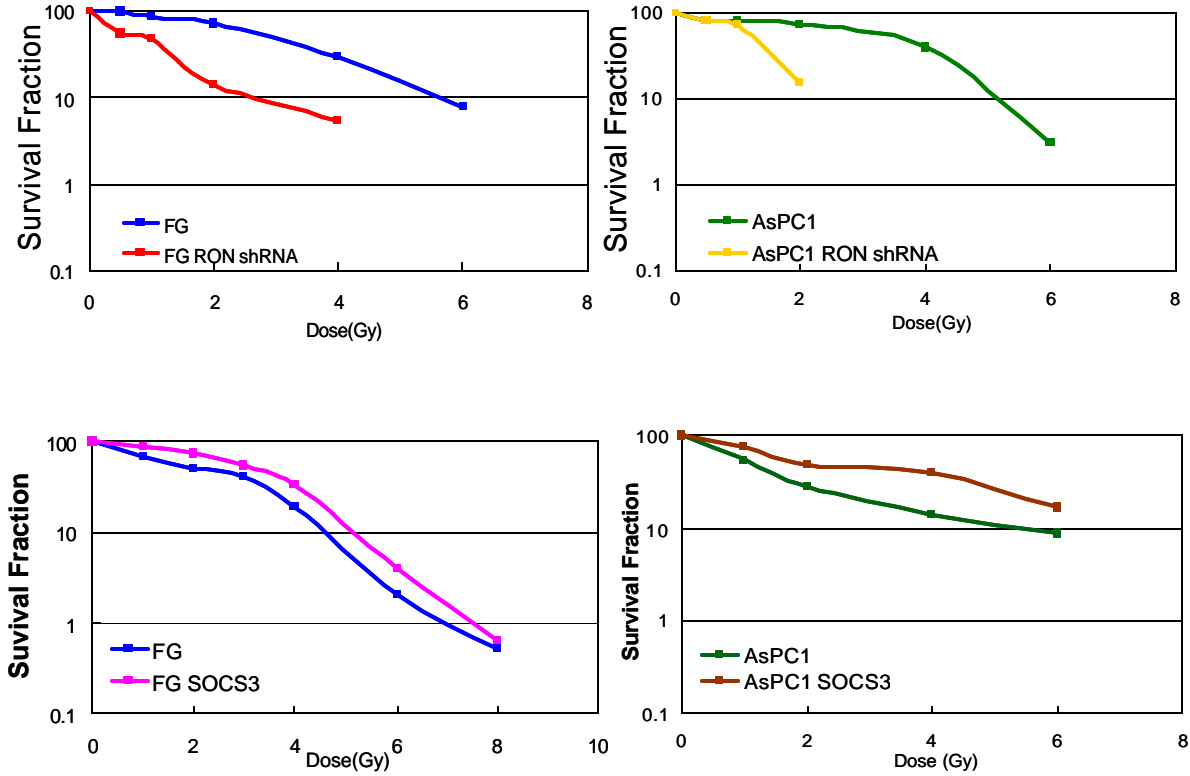 100
10
1
0.1
Survival Fraction
FG
FG RON shRNA
0 2 4 6 8
Dose(Gy)
100
10
1
0.1
Survival Fraction
AsPC1
AsPC1 RON shRNA
0 2 4 6 8
Dose(Gy)
100
10
1
0.1
Suvival Fraction
FG
FG SOCS3
0 2 4 6 8 10
Dose(Gy)
100
10
1
0.1
Survival Fraction
AsPC1
AsPC1 SOCS3
0 2 4 6 8
Dose (Gy)